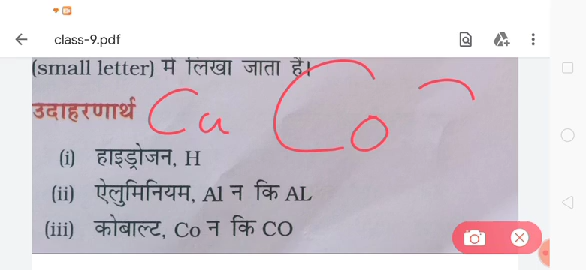 class-9.pdf
(small letter) में लिखा जाता है।
उदाहरणार्थ Ca Co
(i) हाइड्रोजन, H
(ii) ऐलुमिनियम, Al न कि AL
(iii) कोबाल्ट, Co न कि CO